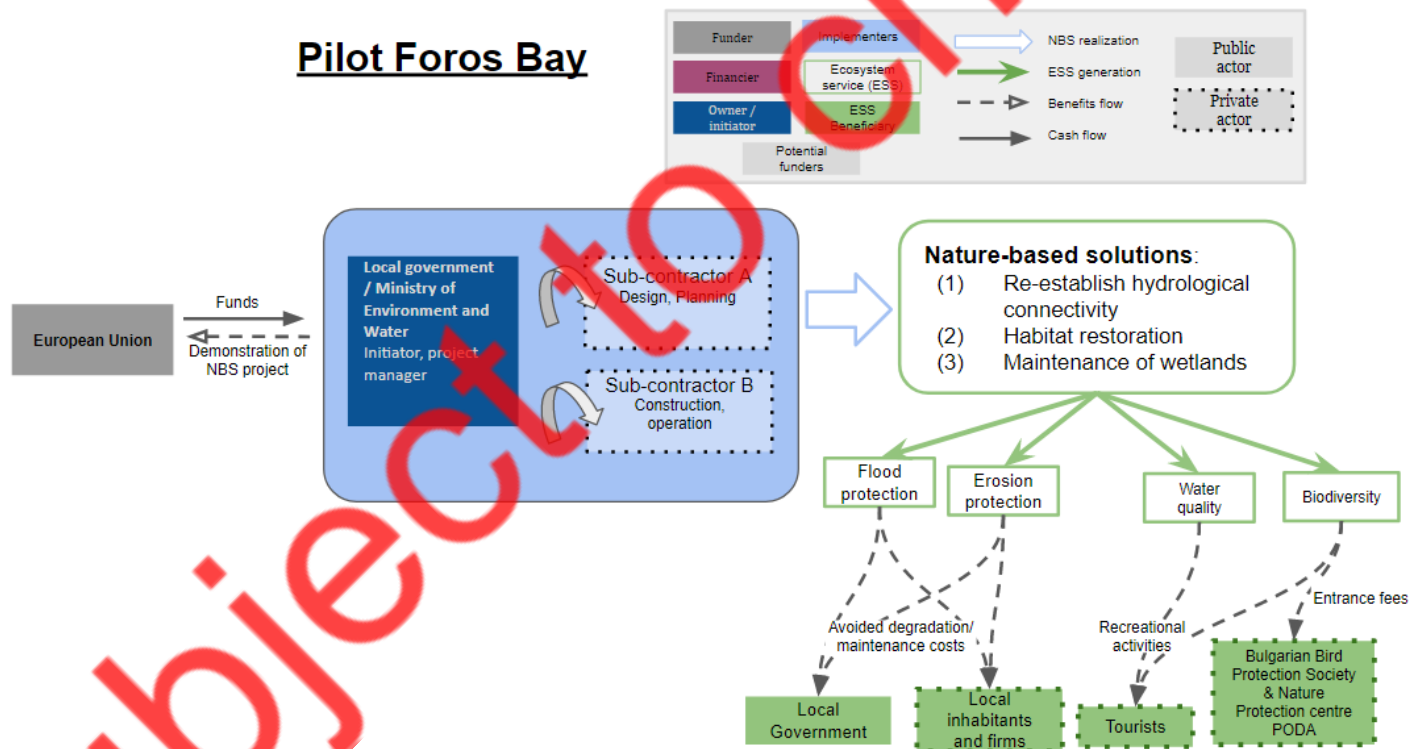 Pilot Foros Bay
Funder
Implementers
NBS realization
Public
actor
Financier
Ecosystem
service (ESS)
ESS generation
Owner /
initiator
ESS
Beneficiary
Benefits flow
Private
actor
Cash flow
Potential
funders
European Union
Funds
Demonstration of
NBS project
Local government
/ Ministry of
Environment and
Water
Initiator, project
manager
Sub-contractor A
Design, Planning
Sub-contractor B
Construction,
operation
Nature-based solutions:
(1) Re-establish hydrological
connectivity
(2) Habitat restoration
(3) Maintenance of wetlands
Flood
protection
Erosion
protection
Water
quality
Biodiversity
Avoided degradation/
maintenance costs
Recreational
activities
Entrance fees
Local
Government
Local
inhabitants
and firms
Tourists
Bulgarian Bird
Protection Society
& Nature
Protection centre
PODA
bject to ch